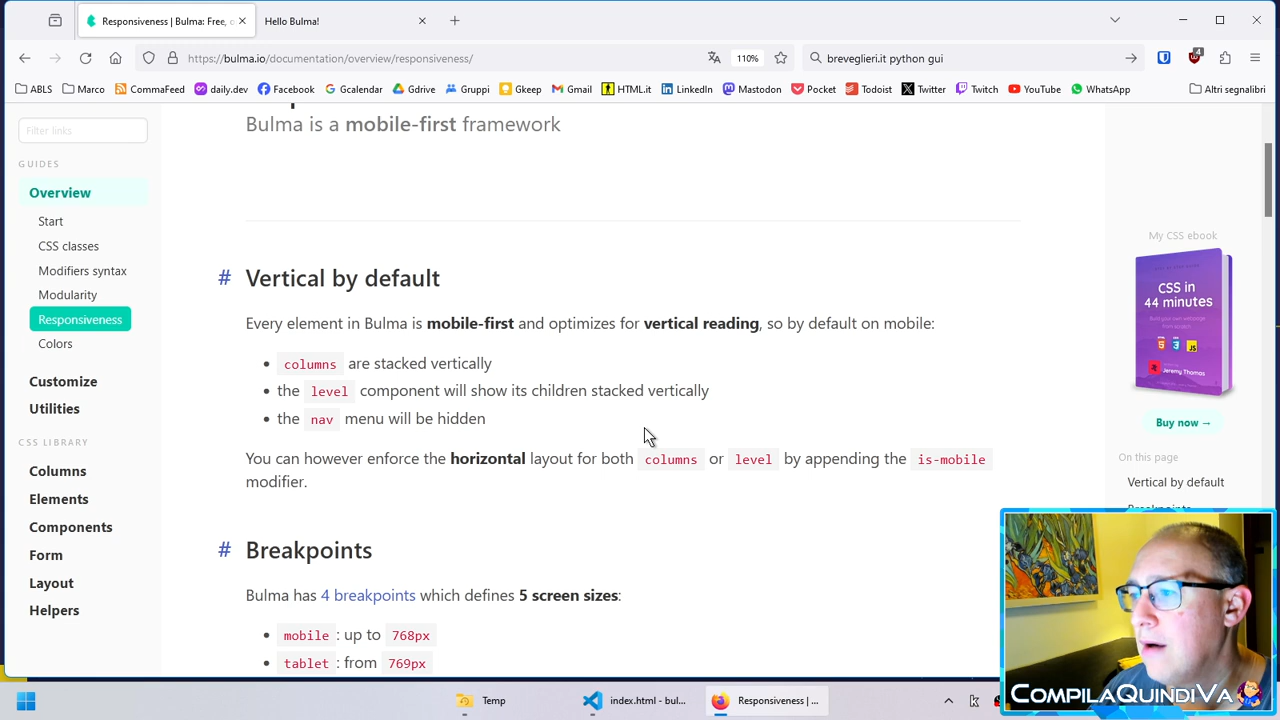 Responsiveness | Bulma: Free, o
Hello Bulma!
https://bulma.io/documentation/overview/responsiveness/
110%
breveglieri.it python gui
4
ABLS
Marco
CommaFeed
daily.dev
Facebook
Gcalendar
Gdrive
Gruppi
Gkeep
Gmail
HTML.it
LinkedIn
Mastodon
Pocket
Todoist
Twitter
Twitch
YouTube
WhatsApp
Altri segnalibri
Filter links
GUIDES
Overview
Start
CSS classes
Modifiers syntax
Modularity
Responsiveness
Colors
Customize
Utilities
CSS LIBRARY
Columns
Elements
Components
Form
Layout
Helpers
Bulma is a mobile-first framework
# Vertical by default
Every element in Bulma is mobile-first and optimizes for vertical reading, so by default on mobile:
• columns are stacked vertically
• the level component will show its children stacked vertically
• the nav menu will be hidden
You can however enforce the horizontal layout for both columns or level by appending the is-mobile
modifier.
# Breakpoints
Bulma has 4 breakpoints which defines 5 screen sizes:
• mobile : up to 768px
• tablet : from 769px
My CSS ebook
CSS in
44 minutes
Jeremy Thomas
Buy now →
On this page
Vertical by default
COMPILAQUINDIVA
Temp
index.html - bul...
Responsiveness | ...